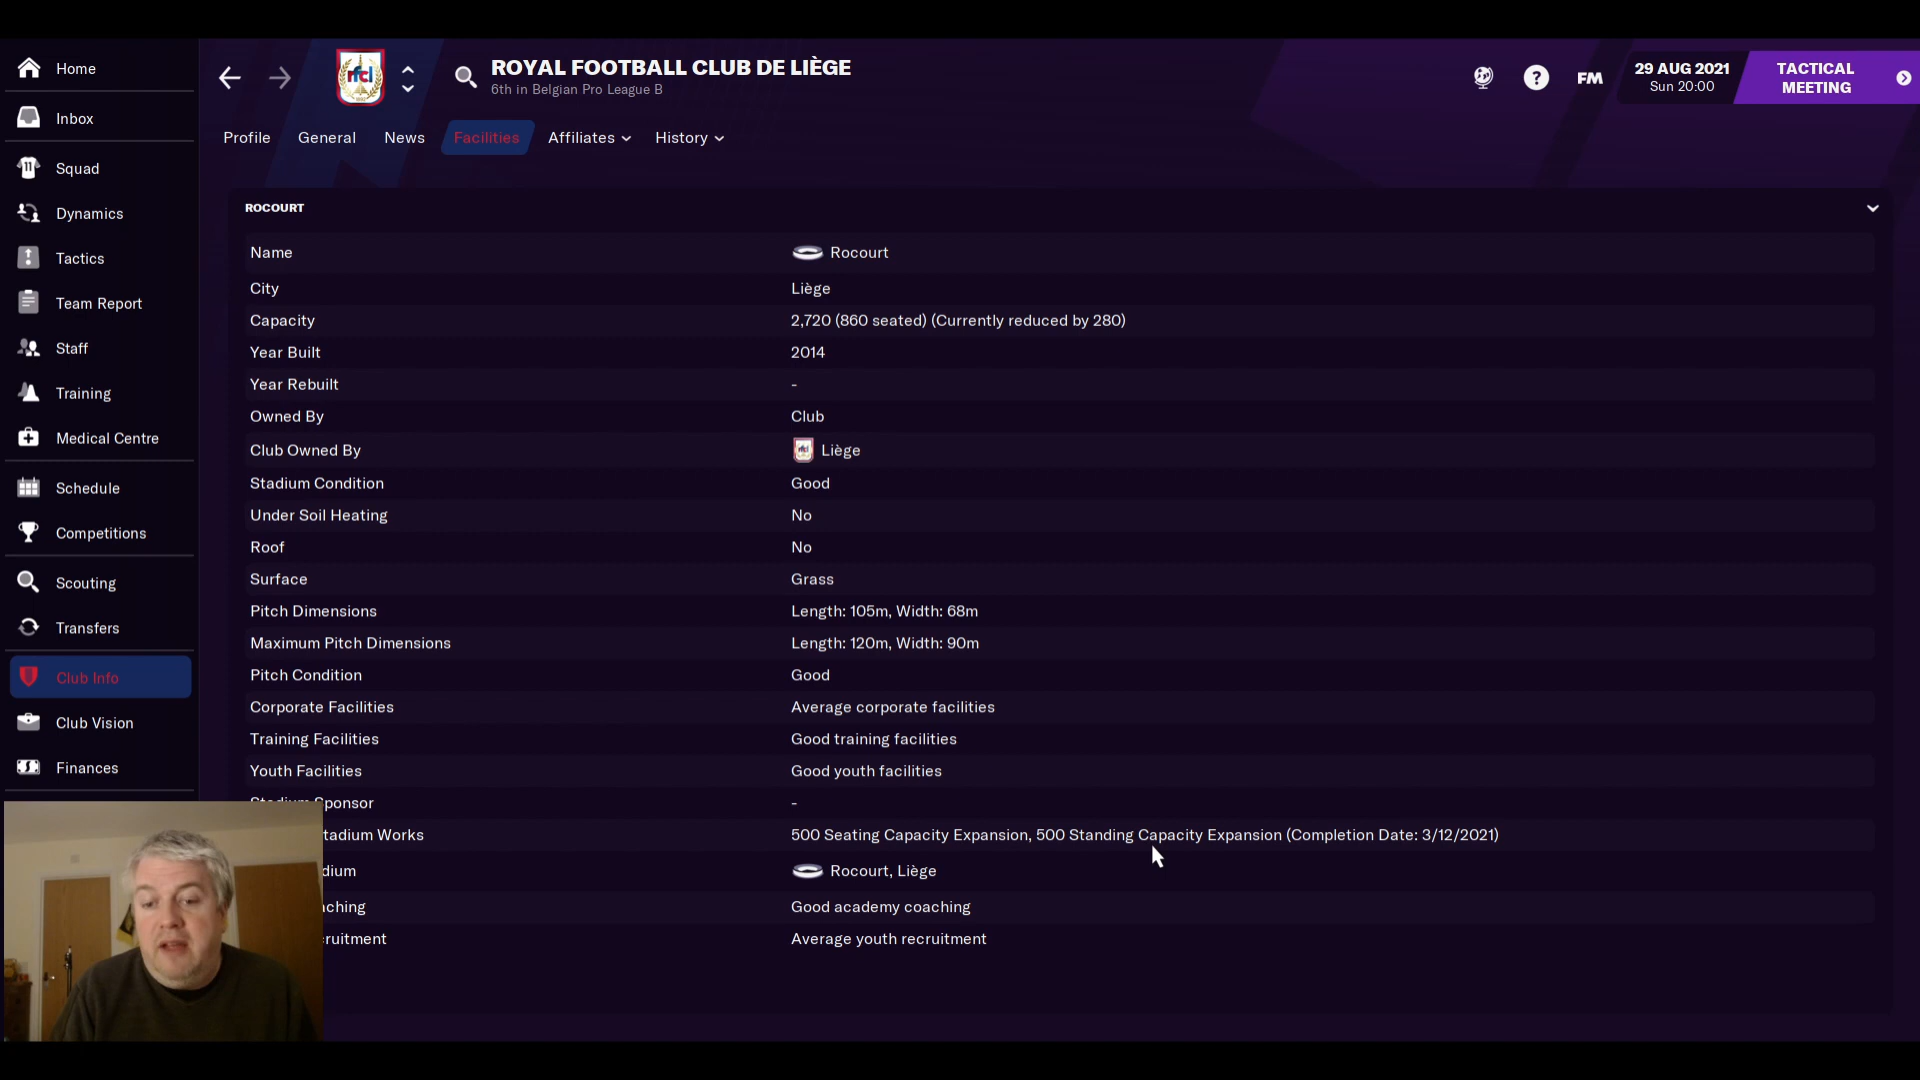 Home
Inbox
Squad
Dynamics
Tactics
Team Report
Staff
Training
Medical Centre
Schedule
Competitions
Scouting
Transfers
Club Info
Club Vision
Finances
rfcl
ROYAL FOOTBALL CLUB DE LIÈGE
6th in Belgian Pro League B
FM
29 AUG 2021
Sun 20:00
TACTICAL
MEETING
Profile General News Facilities Affiliates History
ROCOURT
Name Rocourt
City Liège
Capacity 2,720 (860 seated) (Currently reduced by 280)
Year Built 2014
Year Rebuilt -
Owned By Club
Club Owned By Liège
Stadium Condition Good
Under Soil Heating No
Roof No
Surface Grass
Pitch Dimensions Length: 105m, Width: 68m
Maximum Pitch Dimensions Length: 120m, Width: 90m
Pitch Condition Good
Corporate Facilities Average corporate facilities
Training Facilities Good training facilities
Youth Facilities Good youth facilities
Stadium Sponsor -
tadium Works 500 Seating Capacity Expansion, 500 Standing Capacity Expansion (Completion Date: 3/12/2021)
dium Rocourt, Liège
ching Good academy coaching
ruitment Average youth recruitment